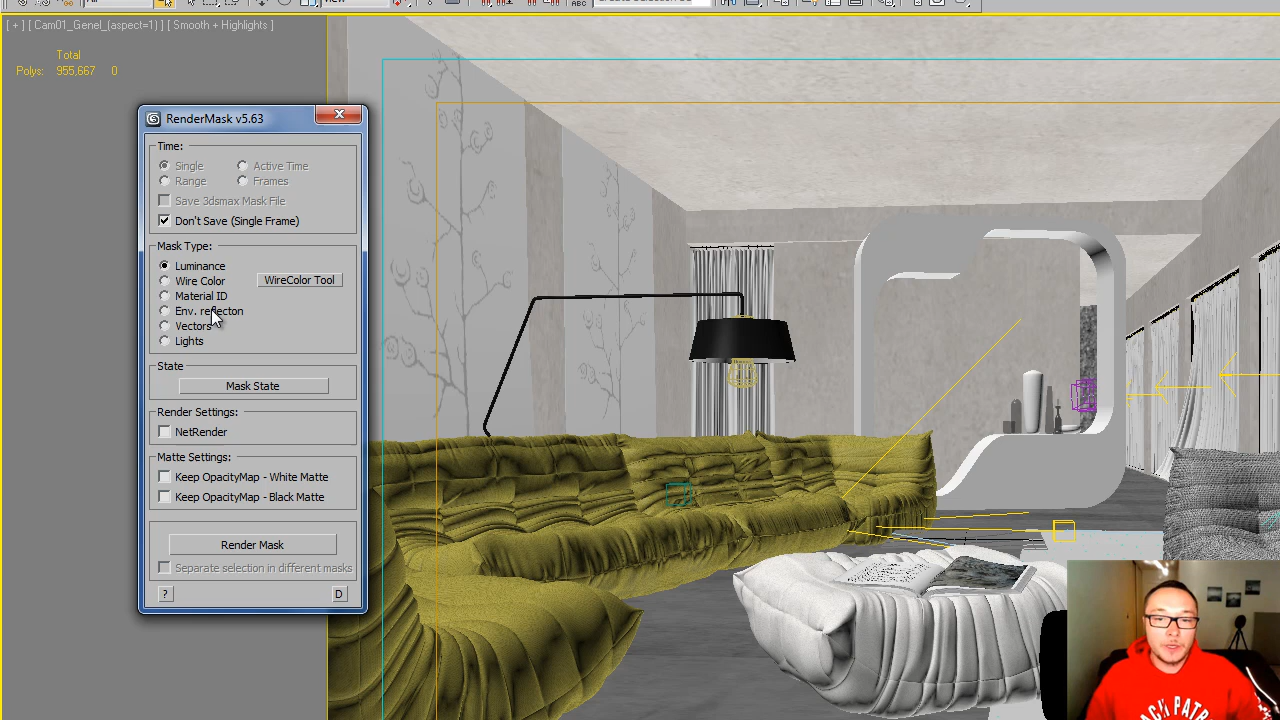 [ + ] [ Cam01_Genel_(aspect=1) ] [ Smooth + Highlights ]
Total
Polys: 955,667 0
RenderMask v5.63
Time:
Single Active Time
Range Frames
Save 3dsmax Mask File
Don't Save (Single Frame)
Mask Type:
Luminance
Wire Color WireColor Tool
Material ID
Env. reflecton
Vectors
Lights
State
Mask State
Render Settings:
NetRender
Matte Settings:
Keep OpacityMap - White Matte
Keep OpacityMap - Black Matte
Render Mask
Separate selection in different masks
? D